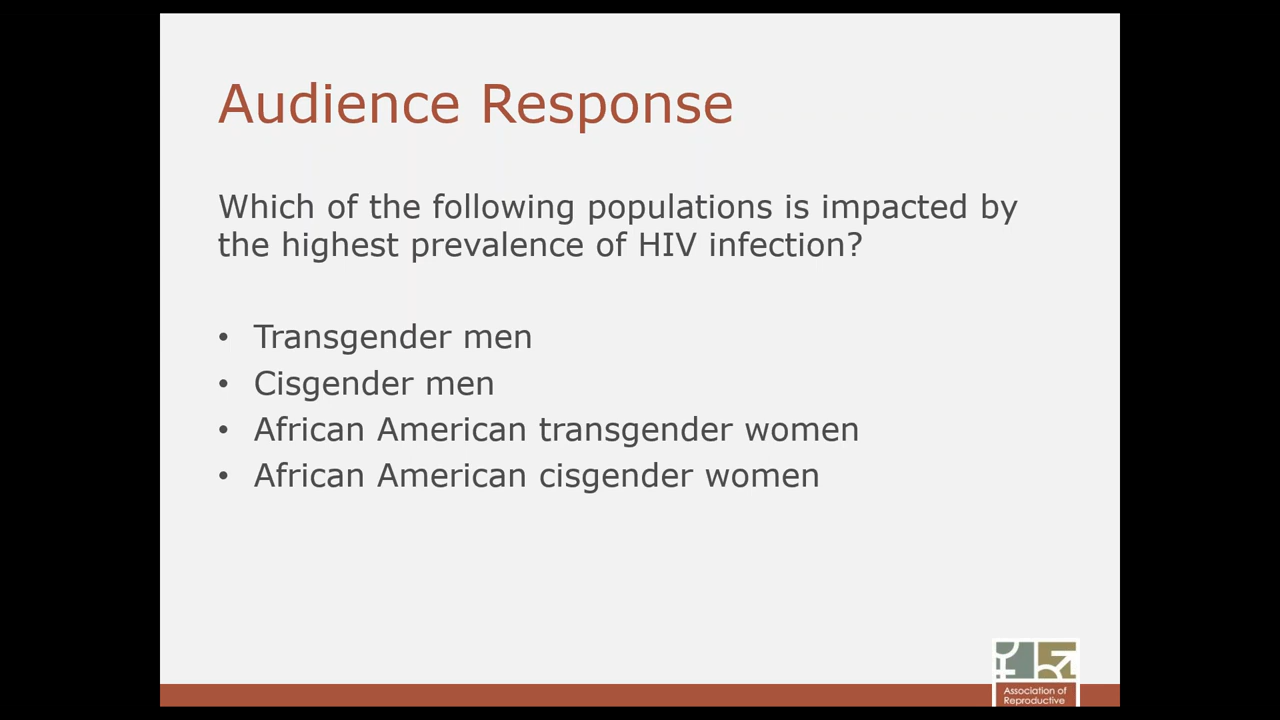 Audience Response
Which of the following populations is impacted by
the highest prevalence of HIV infection?
• Transgender men
• Cisgender men
• African American transgender women
• African American cisgender women
Association of
Reproductive